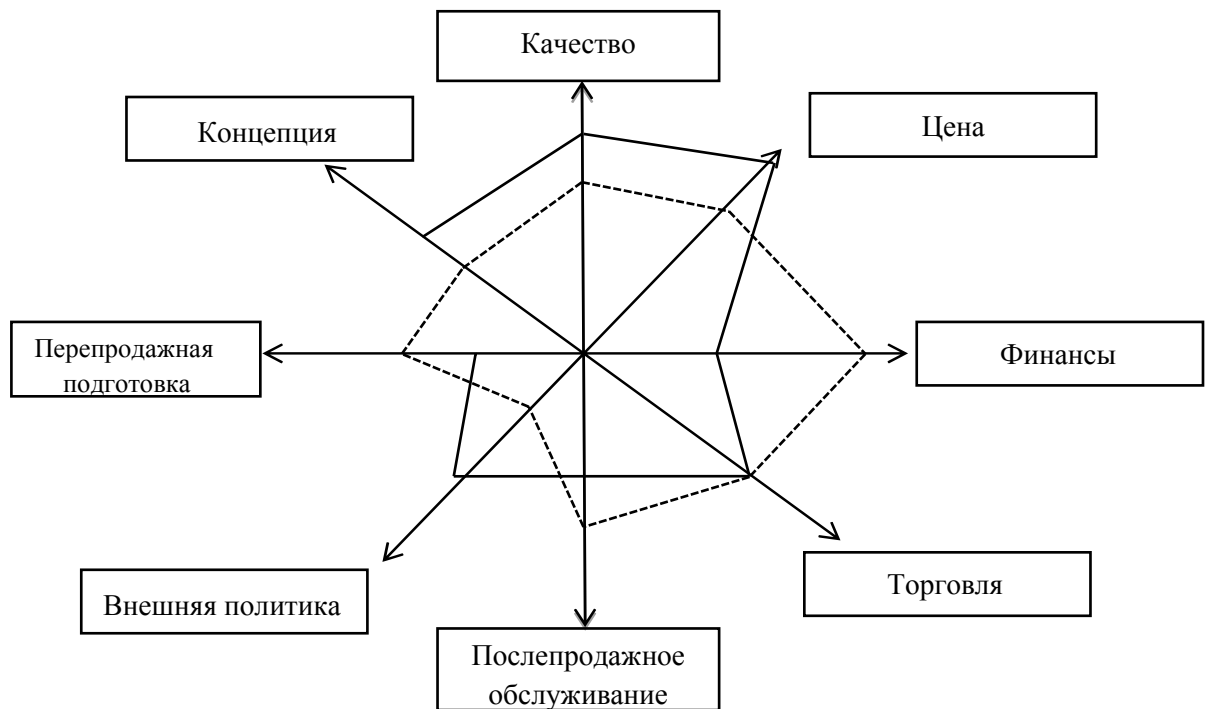 Качество
Концепция
Цена
Перепродажная
подготовка
Финансы
Внешняя политика
Торговля
Послепродажное
обслуживание